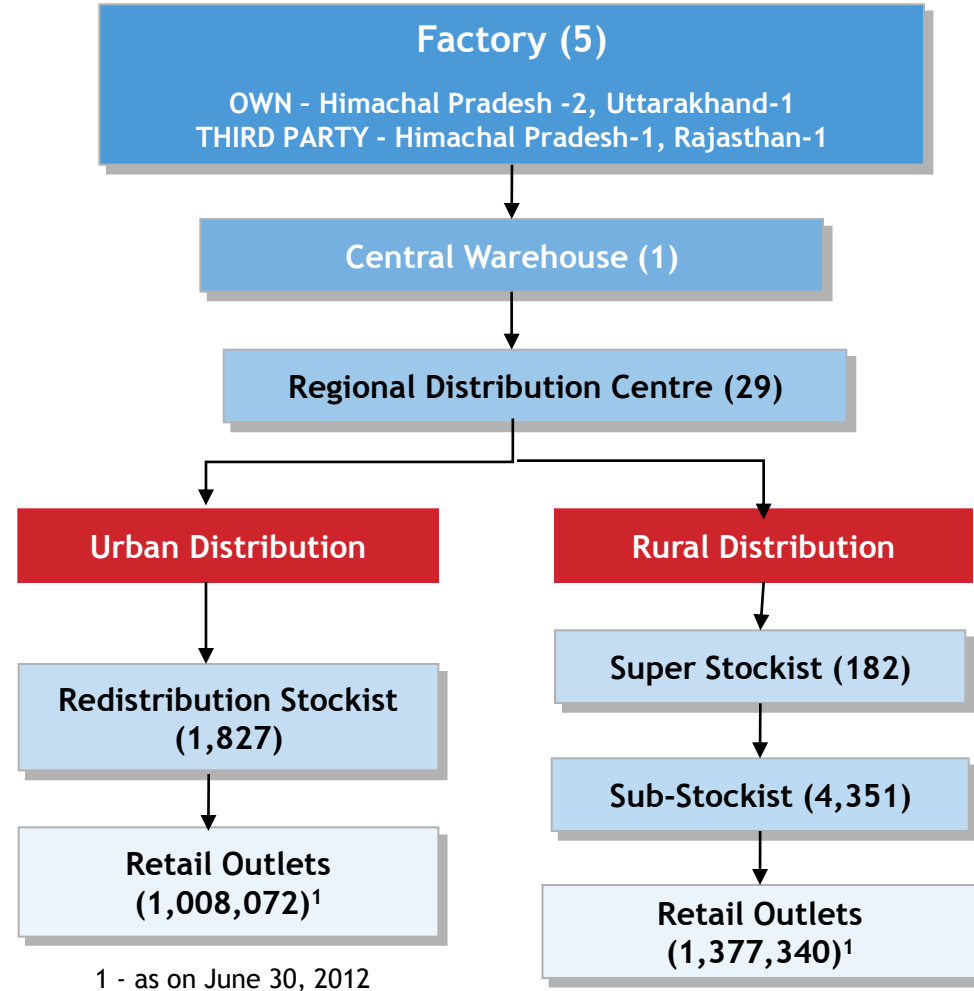 Factory (5)
OWN – Himachal Pradesh -2, Uttarakhand-1
THIRD PARTY - Himachal Pradesh-1, Rajasthan-1
Central Warehouse (1)
Regional Distribution Centre (29)
Urban Distribution
Redistribution Stockist
(1,827)
Retail Outlets
(1,008,072)¹
1 - as on June 30, 2012
Rural Distribution
Super Stockist (182)
Sub-Stockist (4,351)
Retail Outlets
(1,377,340)¹